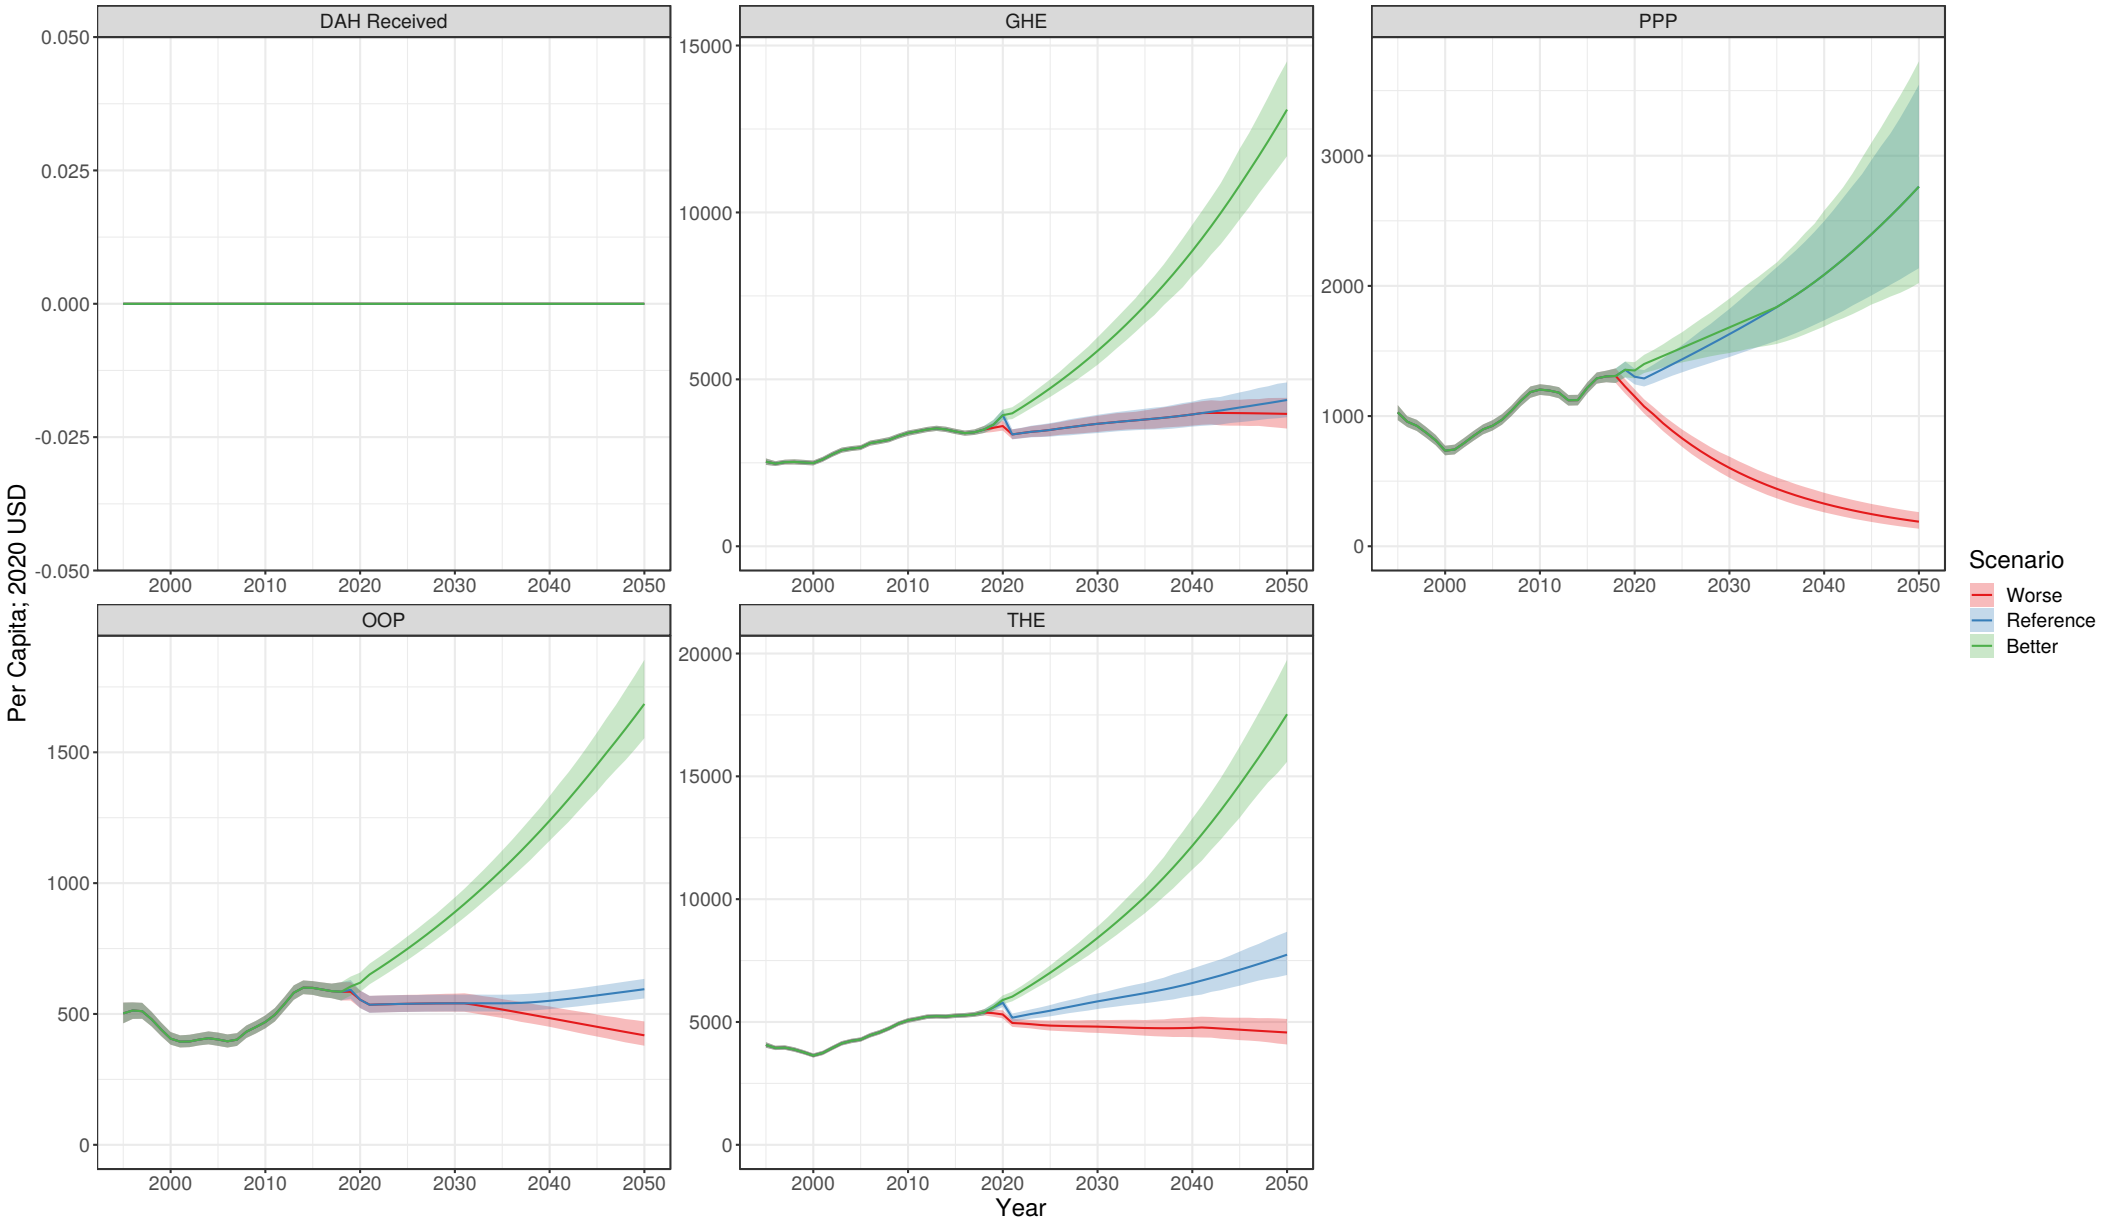 DAH Received
GHE
PPP
0.050
0.025
0.000
-0.025
-0.050
15000
10000
5000
0
3000
2000
1000
0
2000 2010 2020 2030 2040 2050
2000 2010 2020 2030 2040 2050
2000 2010 2020 2030 2040 2050
OOP
THE
1500
1000
500
0
20000
15000
10000
5000
0
2000 2010 2020 2030 2040 2050
2000 2010 2020 2030 2040 2050
Year
Per Capita; 2020 USD
Scenario
Worse
Reference
Better